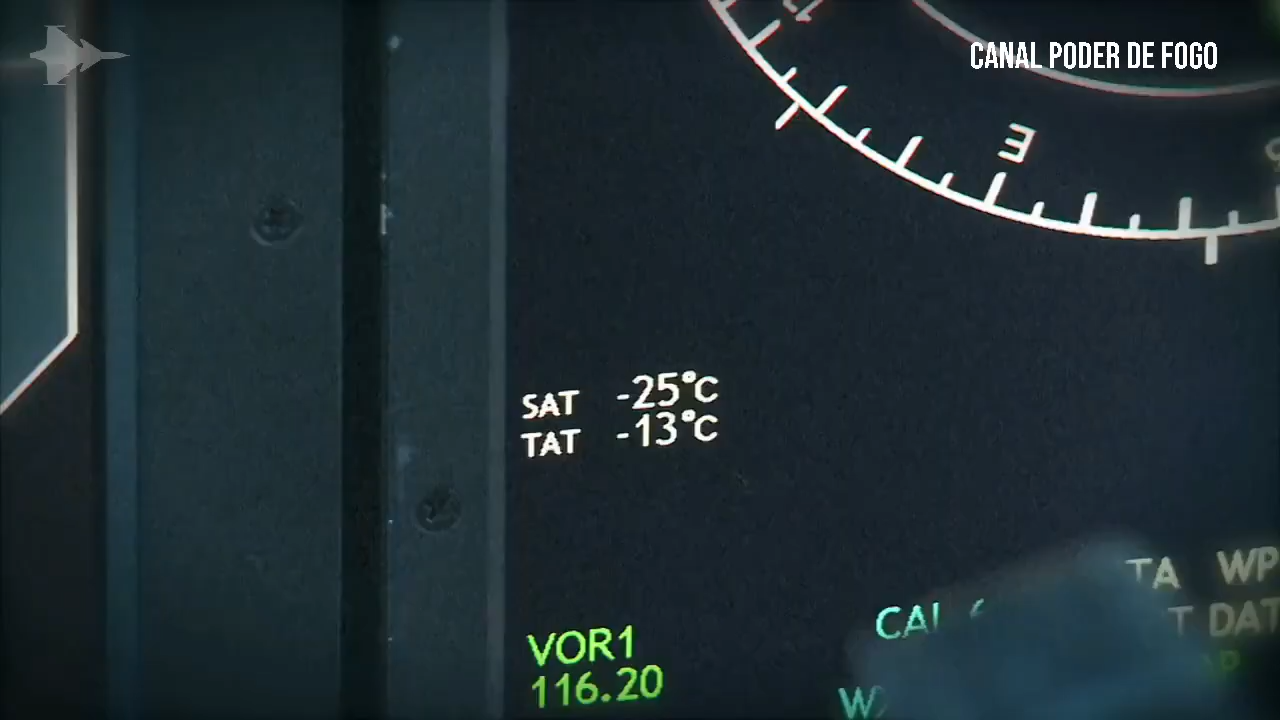 CANAL PODER DE FOGO
E
SAT -25°C
TAT -13°C
TA WP
CAL
T DAT
VOR1
116.20